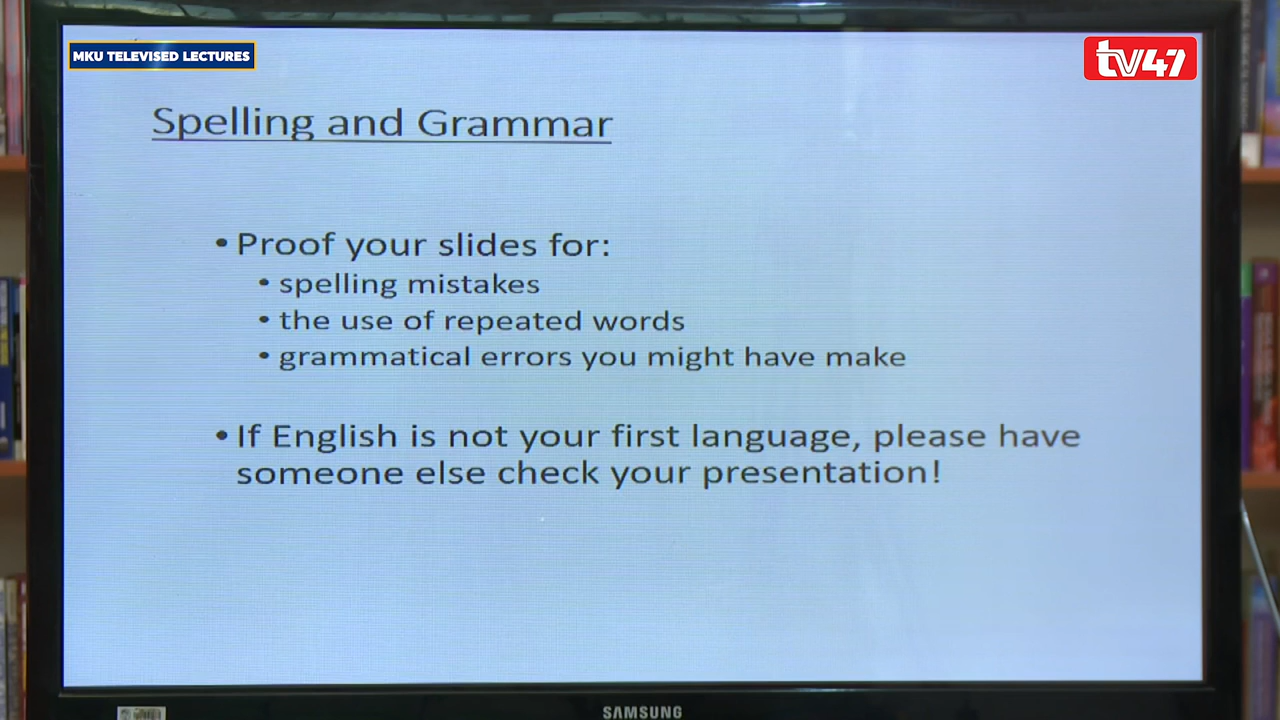 MKU TELEVISED LECTURES
tv47
Spelling and Grammar
• Proof your slides for:
• spelling mistakes
• the use of repeated words
• grammatical errors you might have make
• If English is not your first language, please have
someone else check your presentation!
SAMSUNG